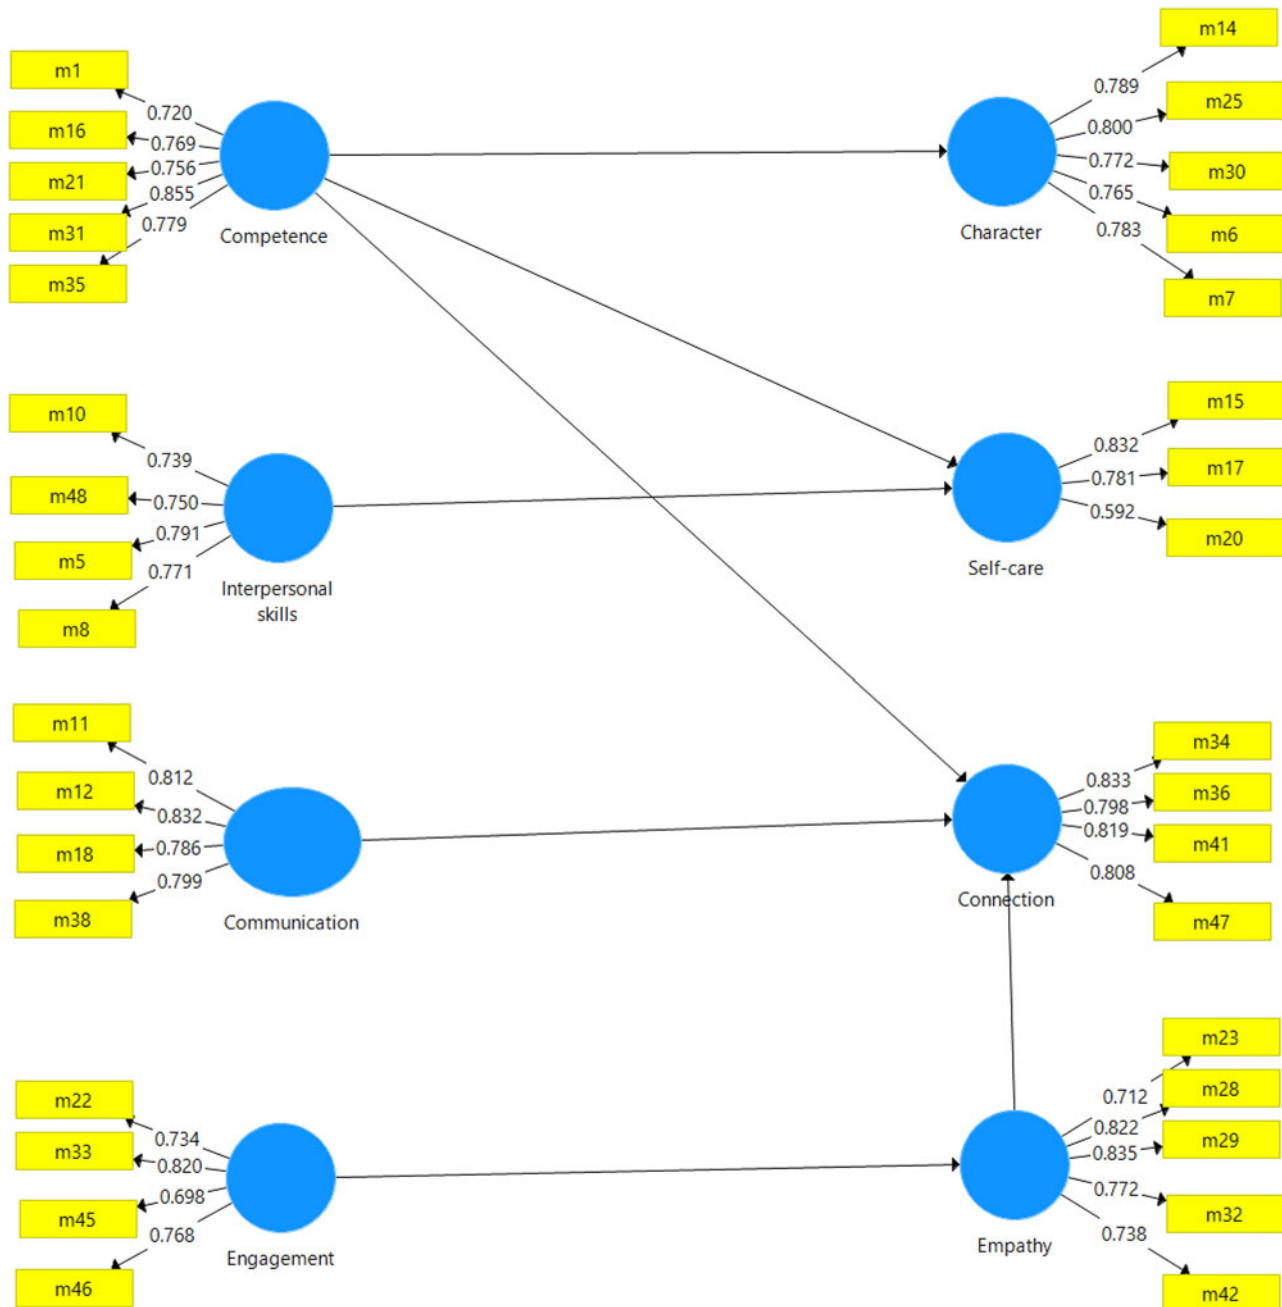 m1
0.720
m16
0.769
m21
0.756
m31
0.855
m35
0.779
Competence
m14
0.789
m25
0.800
m30
0.772
m6
0.765
m7
0.783
Character
m10
0.739
m48
0.750
m5
0.791
m8
0.771
Interpersonal
skills
m15
0.832
m17
0.781
m20
0.592
Self-care
m11
0.812
m12
0.832
m18
0.786
m38
0.799
Communication
m34
0.833
m36
0.798
m41
0.819
m47
0.808
Connection
m22
0.734
m33
0.820
m45
0.698
m46
0.768
Engagement
m23
0.712
m28
0.822
m29
0.835
m32
0.772
m42
0.738
Empathy